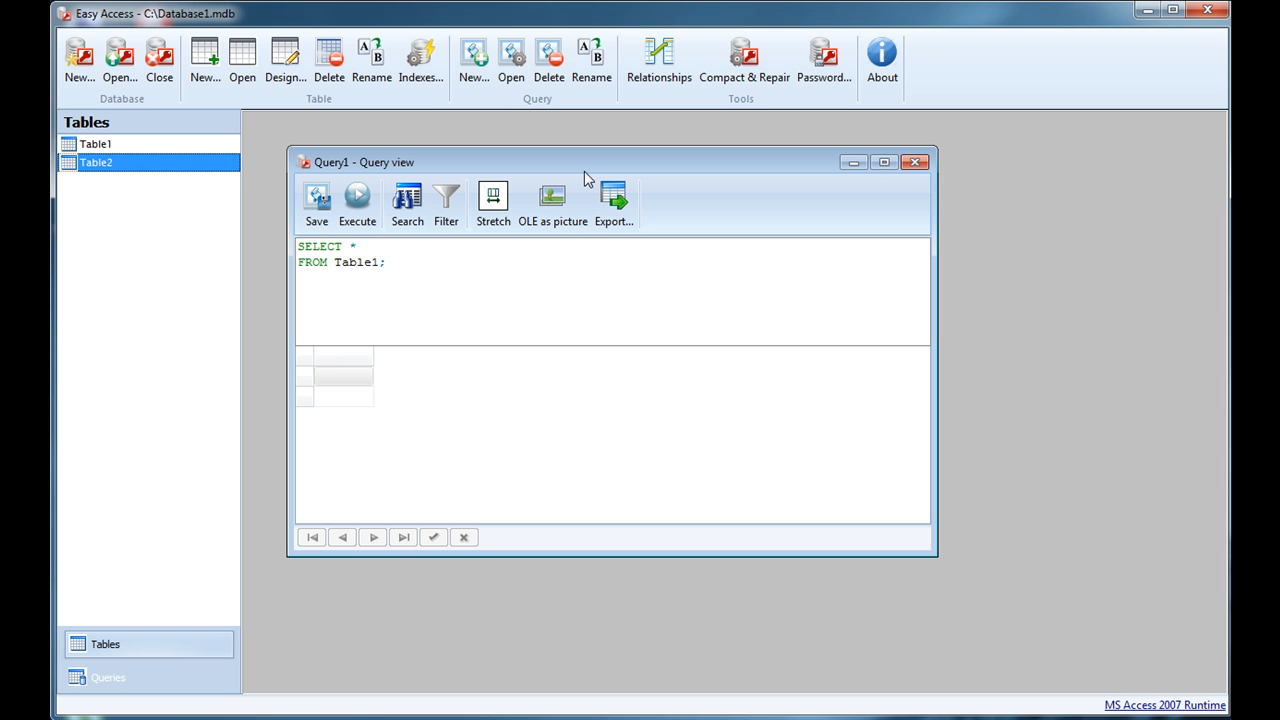 Easy Access - C:\Database1.mdb
New... Open... Close New... Open Design... Delete Rename Indexes... New... Open Delete Rename Relationships Compact & Repair Password... About
Database Table Query Tools
Tables
Table1
Table2
Query1 - Query view
Save Execute Search Filter Stretch OLE as picture Export...
SELECT *
FROM Table1;
Tables
Queries
MS Access 2007 Runtime